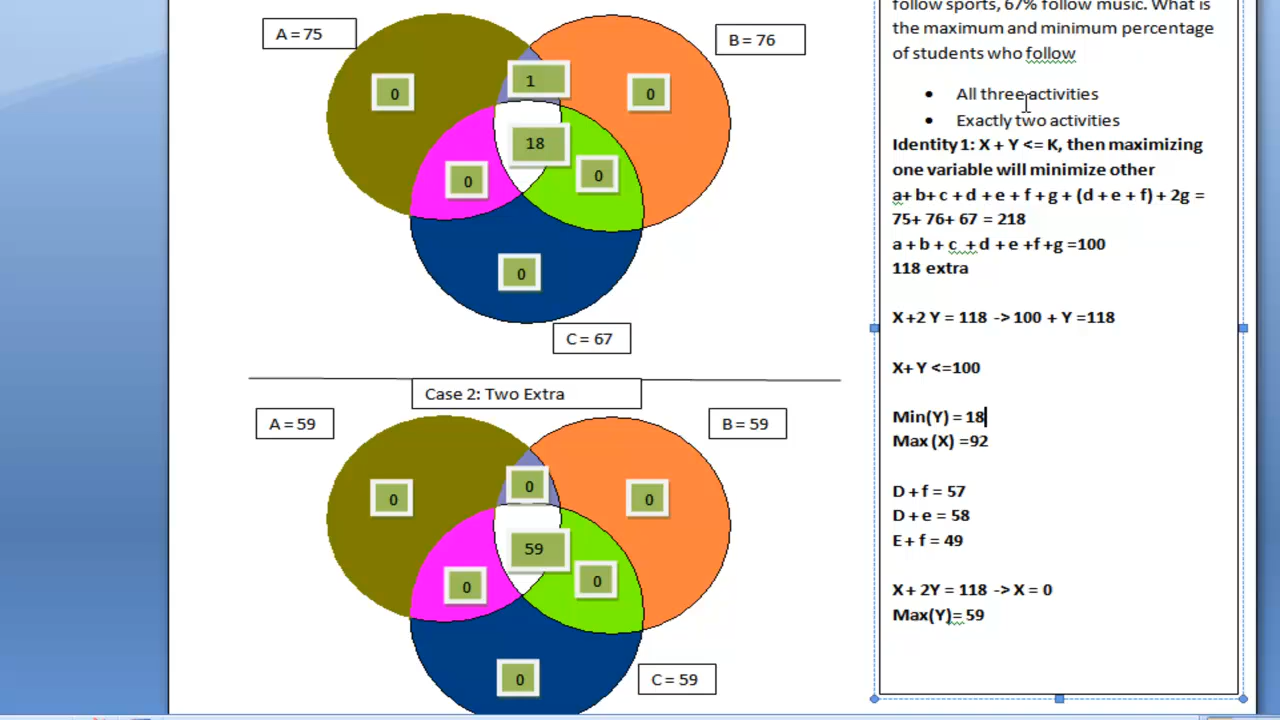 A = 75
B = 76
1
0
0
18
0
0
0
C = 67
Case 2: Two Extra
A = 59
B = 59
0
0
0
59
0
0
0
C = 59
follow sports, 67% follow music. What is
the maximum and minimum percentage
of students who follow
• All three activities
• Exactly two activities
Identity 1: X + Y <= K, then maximizing
one variable will minimize other
a+ b+ c + d + e + f + g + (d + e + f) + 2g =
75+ 76+ 67 = 218
a + b + c + d + e +f +g =100
118 extra
X +2 Y = 118 -> 100 + Y =118
X+ Y <=100
Min(Y) = 18
Max (X) =92
D + f = 57
D + e = 58
E + f = 49
X + 2Y = 118 -> X = 0
Max(Y)= 59